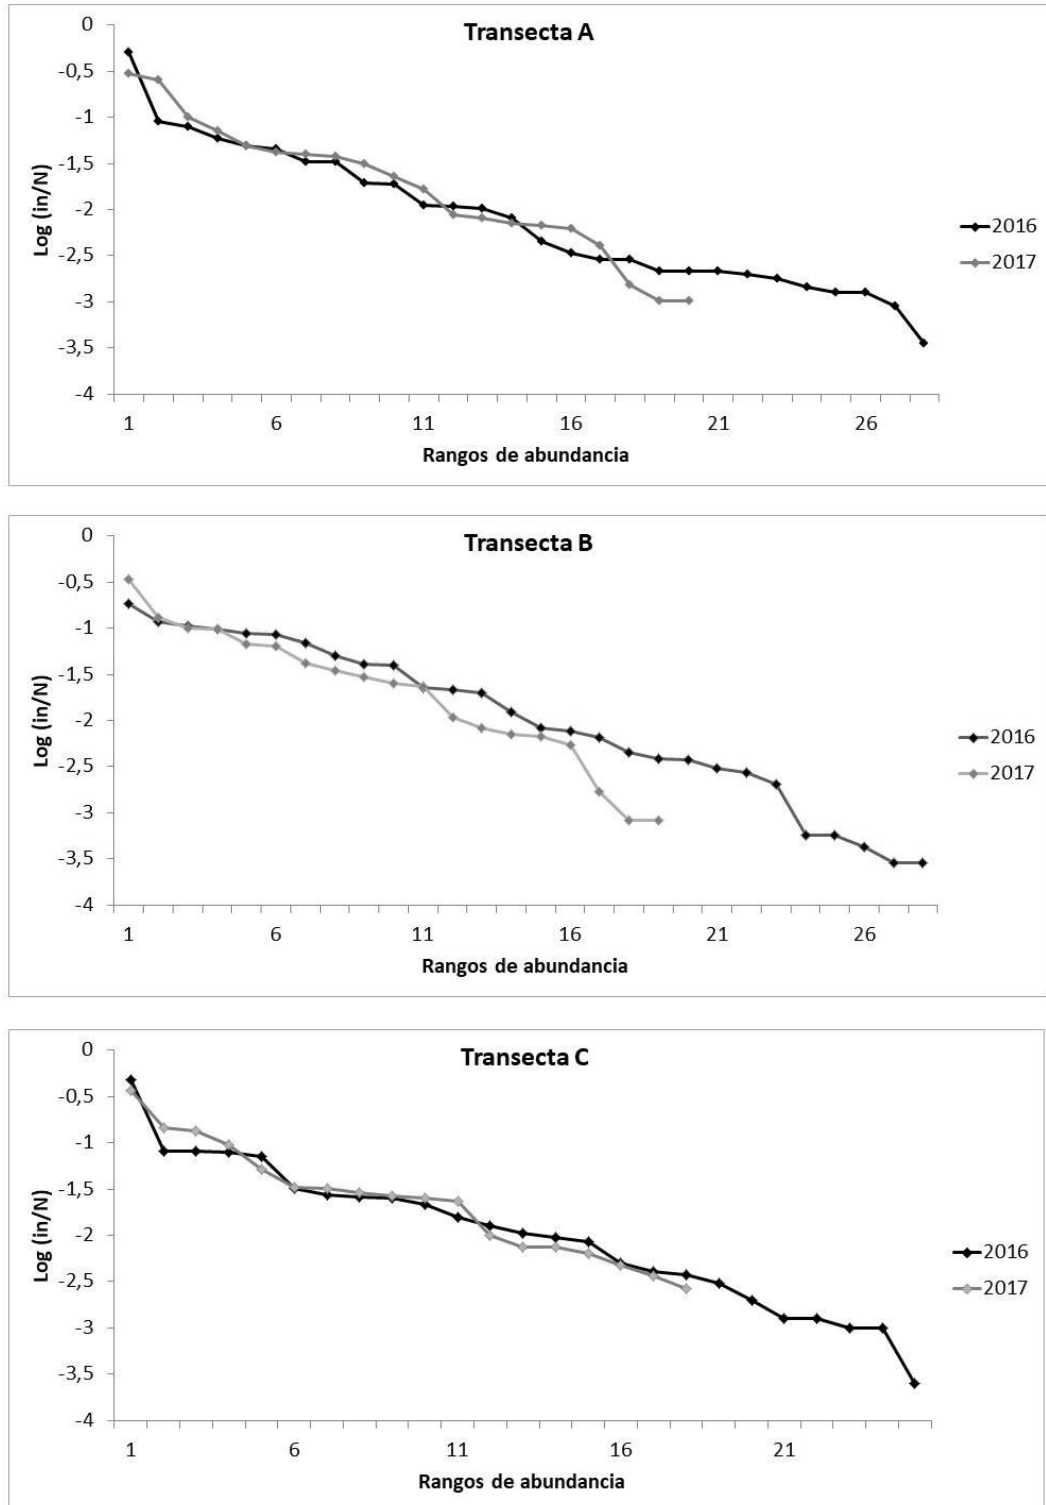 Transecta A
0
-0,5
-1
-1,5
-2
-2,5
-3
-3,5
-4
Log (in/N)
1 6 11 16 21 26
Rangos de abundancia
2016
2017
Transecta B
0
-0,5
-1
-1,5
-2
-2,5
-3
-3,5
-4
Log (in/N)
1 6 11 16 21 26
Rangos de abundancia
2016
2017
Transecta C
0
-0,5
-1
-1,5
-2
-2,5
-3
-3,5
-4
Log (in/N)
1 6 11 16 21
Rangos de abundancia
2016
2017